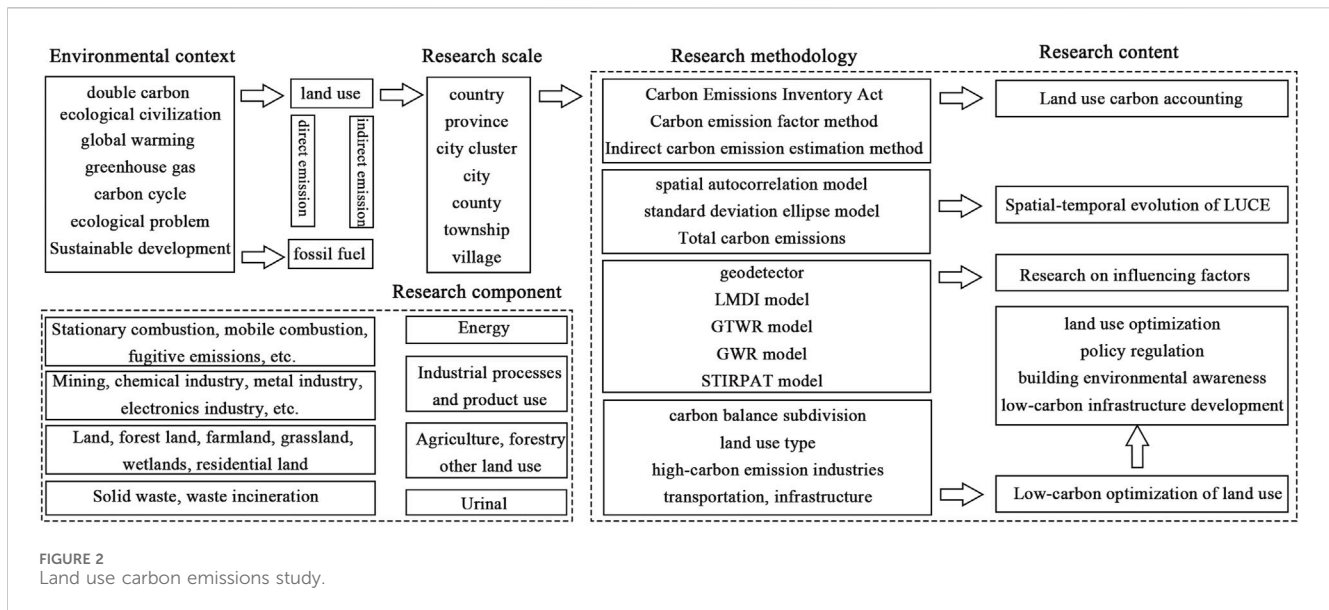 Environmental context
double carbon
ecological civilization
global warming
greenhouse gas
carbon cycle
ecological problem
Sustainable development
land use
direct emission
indirect emission
fossil fuel
Research scale
country
province
city cluster
city
county
township
village
Research component
Stationary combustion, mobile combustion,
fugitive emissions, etc.
Mining, chemical industry, metal industry,
electronics industry, etc.
Land, forest land, farmland, grassland,
wetlands, residential land
Solid waste, waste incineration
Energy
Industrial processes
and product use
Agriculture, forestry
other land use
Urinal
Research methodology
Carbon Emissions Inventory Act
Carbon emission factor method
Indirect carbon emission estimation method
spatial autocorrelation model
standard deviation ellipse model
Total carbon emissions
geodetector
LMDI model
GTWR model
GWR model
STIRPAT model
carbon balance subdivision
land use type
high-carbon emission industries
transportation, infrastructure
Research content
Land use carbon accounting
Spatial-temporal evolution of LUCE
Research on influencing factors
land use optimization
policy regulation
building environmental awareness
low-carbon infrastructure development
Low-carbon optimization of land use
FIGURE 2
Land use carbon emissions study.